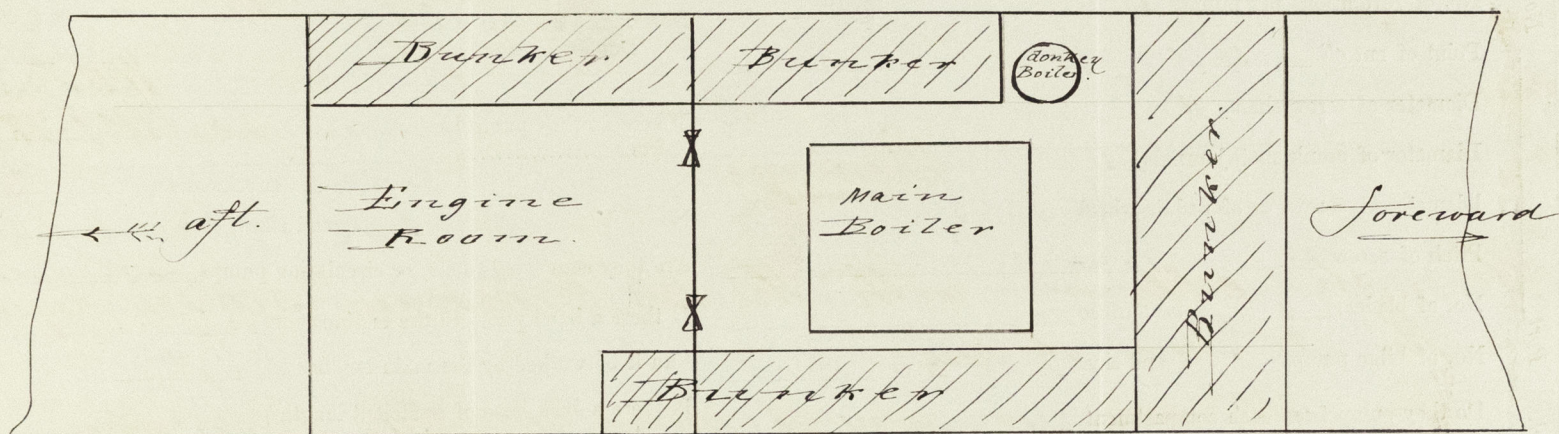 Bunker
Bunker
donkey
Boiler.
Engine
Room.
Main
Boiler
aft.
Bunker
foreward
Bunker